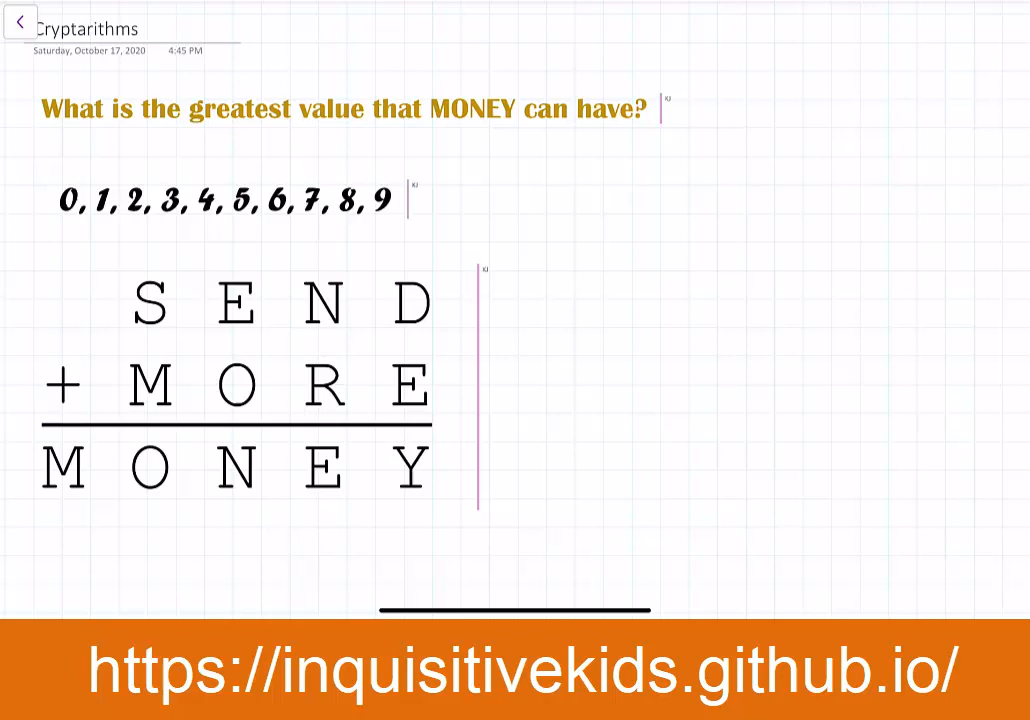 Cryptarithms
Saturday, October 17, 2020 4:45 PM
What is the greatest value that MONEY can have?
0, 1, 2, 3, 4, 5, 6, 7, 8, 9
S E N D
+ M O R E
M O N E Y
https://inquisitivekids.github.io/